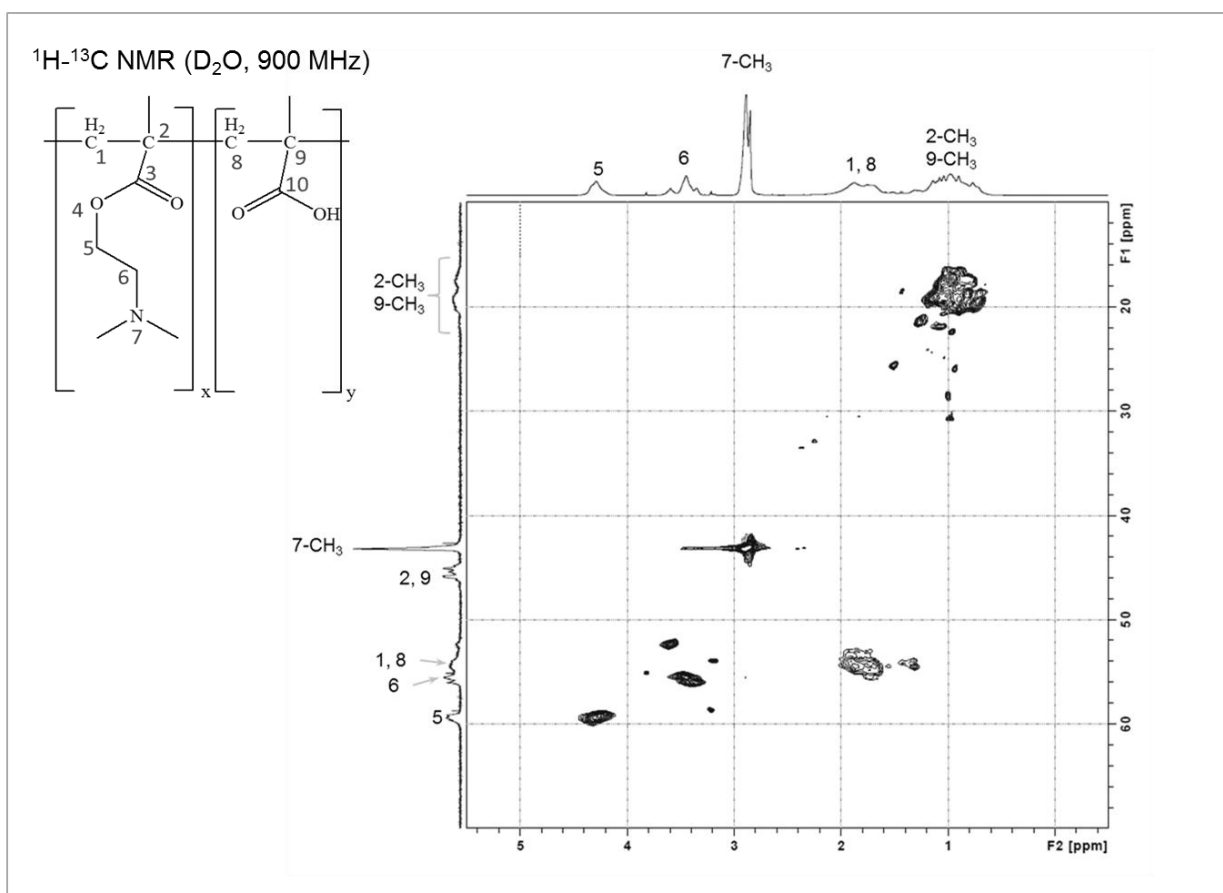 ¹H-¹³C NMR (D₂O, 900 MHz)
7-CH₃
2-CH₃
9-CH₃
5
6
1, 8
H₂
C
1
C
2
H₂
C
8
C
9
3
O
4
O
10
O
OH
5
6
N
7
x
y
2-CH₃
9-CH₃
7-CH₃
2, 9
1, 8
6
5
F1 [ppm]
20
30
40
50
60
5
4
3
2
1
F2 [ppm]